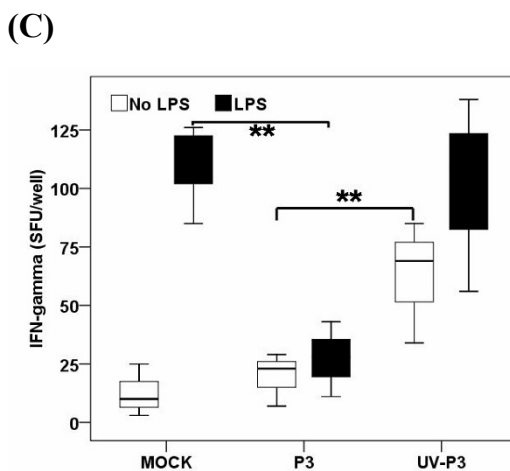 (C)
No LPS LPS
**
**
IFN-gamma (SFU/well)
125
100
75
50
25
0
MOCK P3 UV-P3